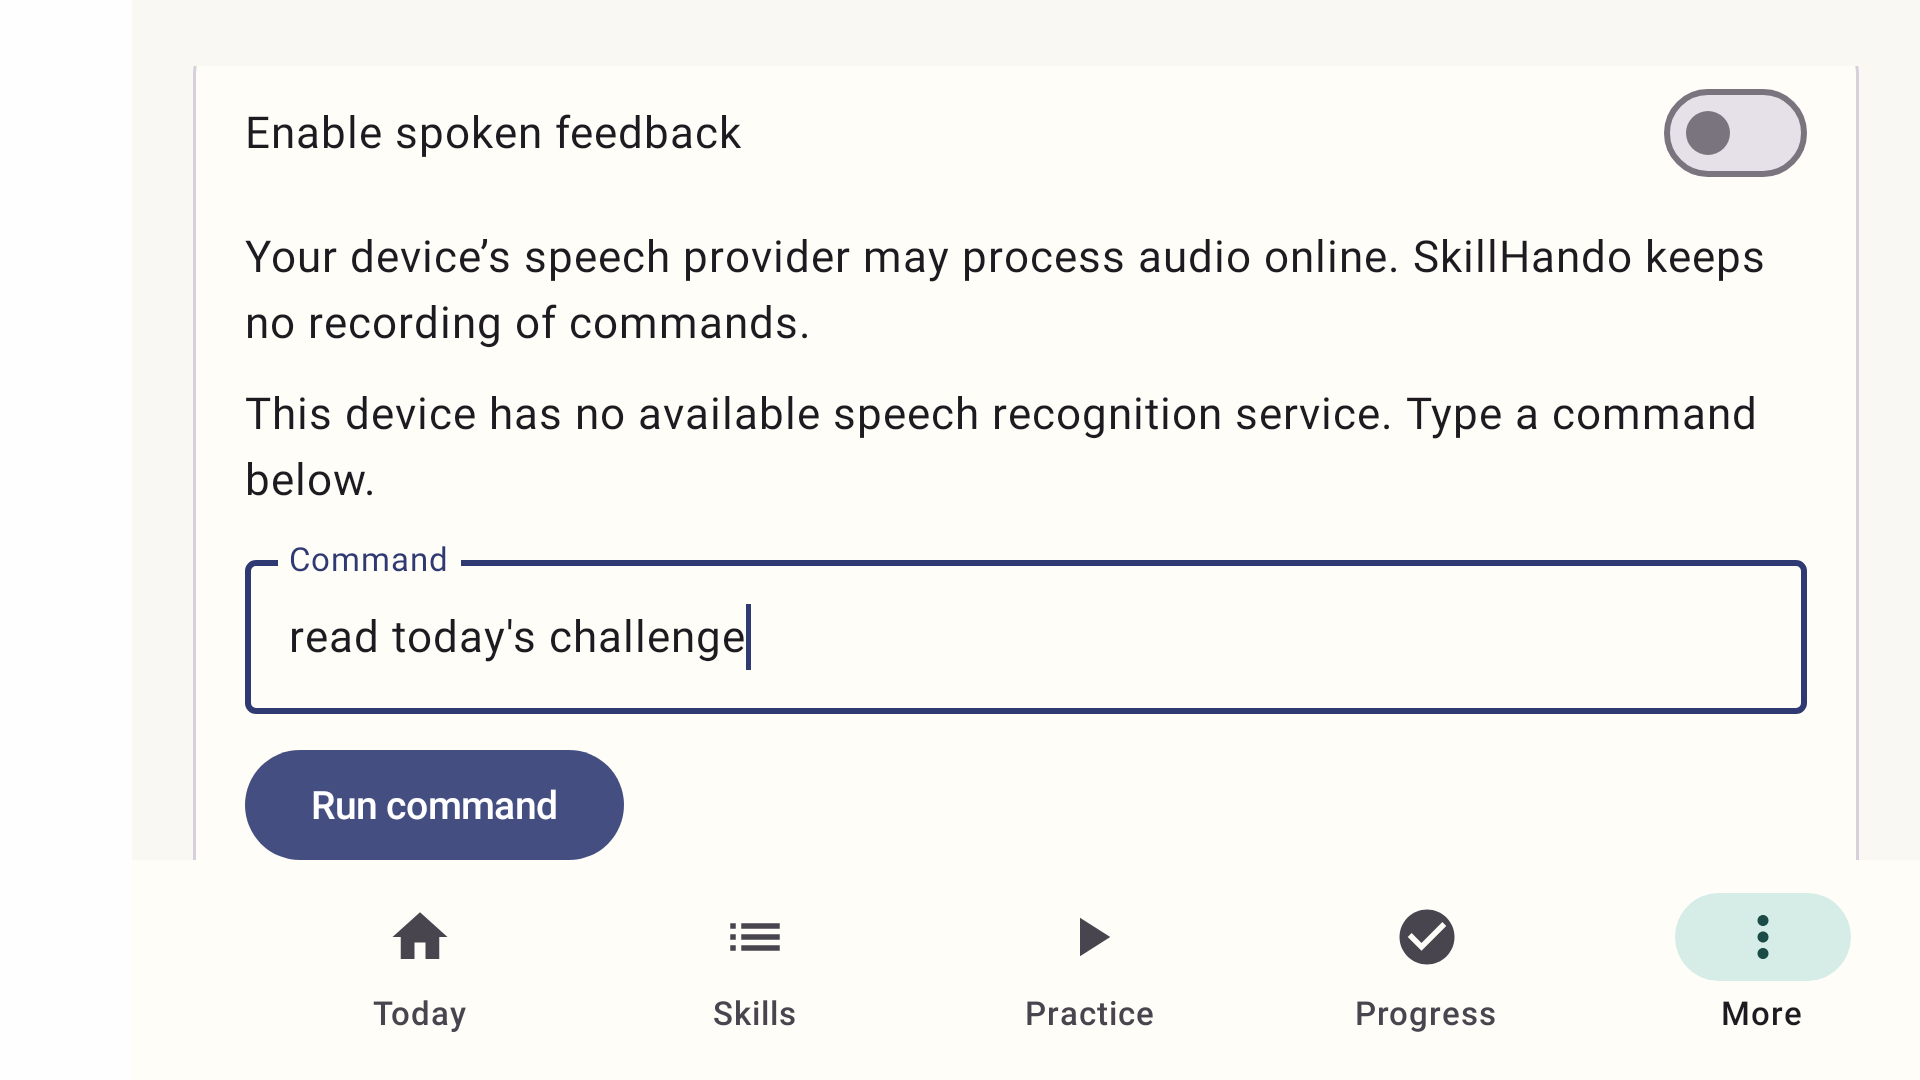 Enable spoken feedback
Your device’s speech provider may process audio online. SkillHando keeps
no recording of commands.
This device has no available speech recognition service. Type a command
below.
Command
read today's challenge
Run command
Today
Skills
Practice
Progress
More